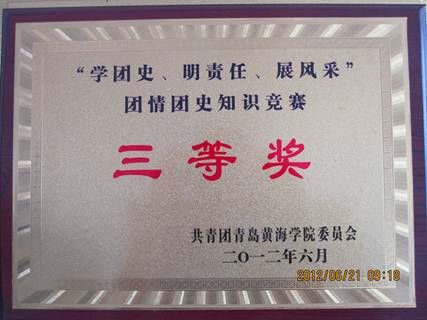 “学团史、明责任、展风采”
团情团史知识竞赛
三等奖
共青团青岛黄海学院委员会
二〇一二年六月
2012/06/21 09:18